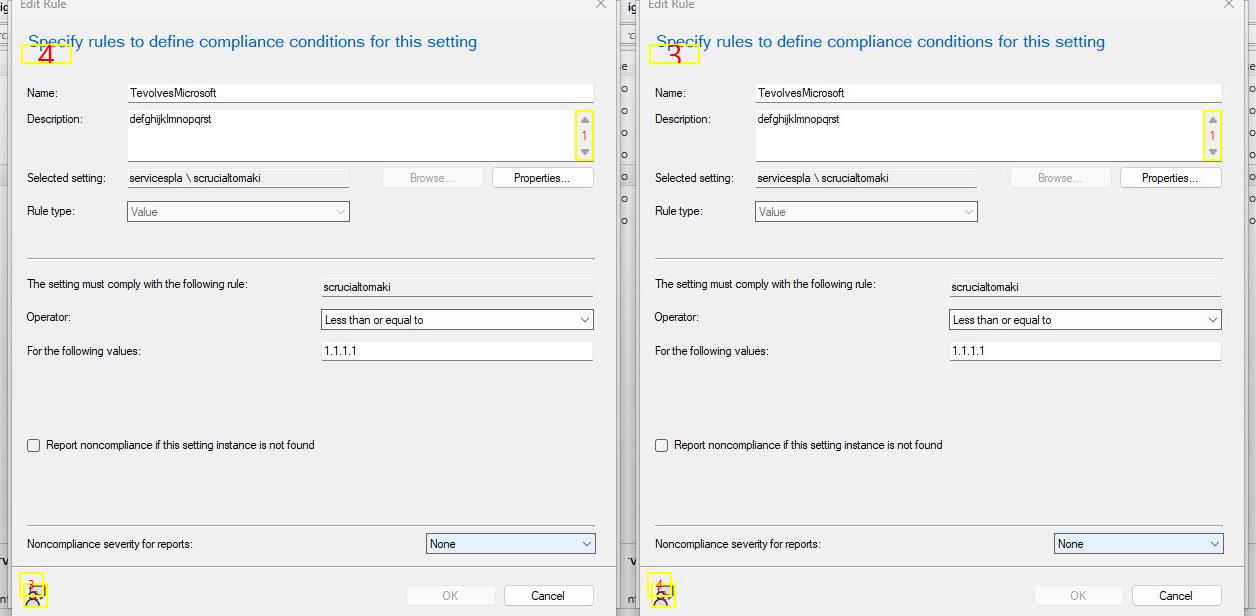 Edit Rule
Specify rules to define compliance conditions for this setting
4
Name: TevolvesMicrosoft
Description: defghijklmnopqrst
1
Selected setting: servicespla \ scrucialtomaki Browse... Properties...
Rule type: Value
The setting must comply with the following rule: scrucialtomaki
Operator: Less than or equal to
For the following values: 1.1.1.1
Report noncompliance if this setting instance is not found
Noncompliance severity for reports: None
3
OK Cancel
Edit Rule
Specify rules to define compliance conditions for this setting
3
Name: TevolvesMicrosoft
Description: defghijklmnopqrst
1
Selected setting: servicespla \ scrucialtomaki Browse... Properties...
Rule type: Value
The setting must comply with the following rule: scrucialtomaki
Operator: Less than or equal to
For the following values: 1.1.1.1
Report noncompliance if this setting instance is not found
Noncompliance severity for reports: None
4
OK Cancel